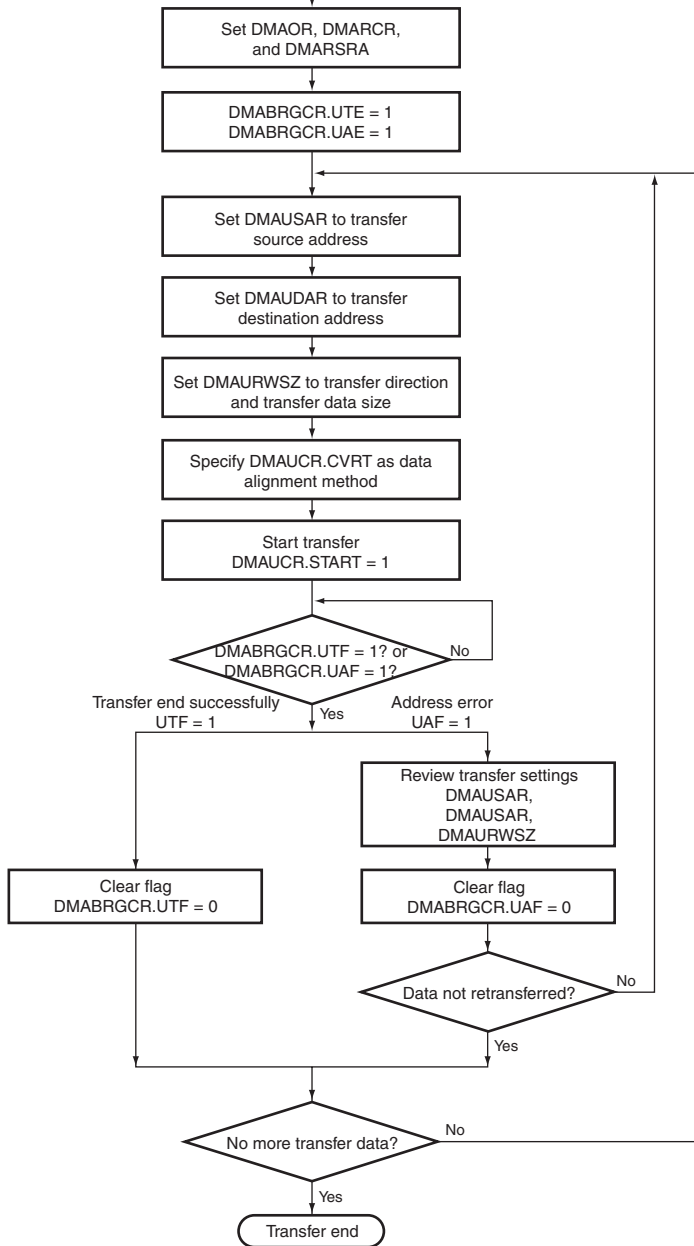 Set DMAOR, DMARCR,
and DMARSRA
DMABRGCR.UTE = 1
DMABRGCR.UAE = 1
Set DMAUSAR to transfer
source address
Set DMAUDAR to transfer
destination address
Set DMAURWSZ to transfer direction
and transfer data size
Specify DMAUCR.CVRT as data
alignment method
Start transfer
DMAUCR.START = 1
DMABRGCR.UTF = 1? or
DMABRGCR.UAF = 1?
No
Yes
Transfer end successfully
UTF = 1
Address error
UAF = 1
Review transfer settings
DMAUSAR,
DMAUSAR,
DMAURWSZ
Clear flag
DMABRGCR.UTF = 0
Clear flag
DMABRGCR.UAF = 0
Data not retransferred?
No
Yes
No more transfer data?
No
Yes
Transfer end